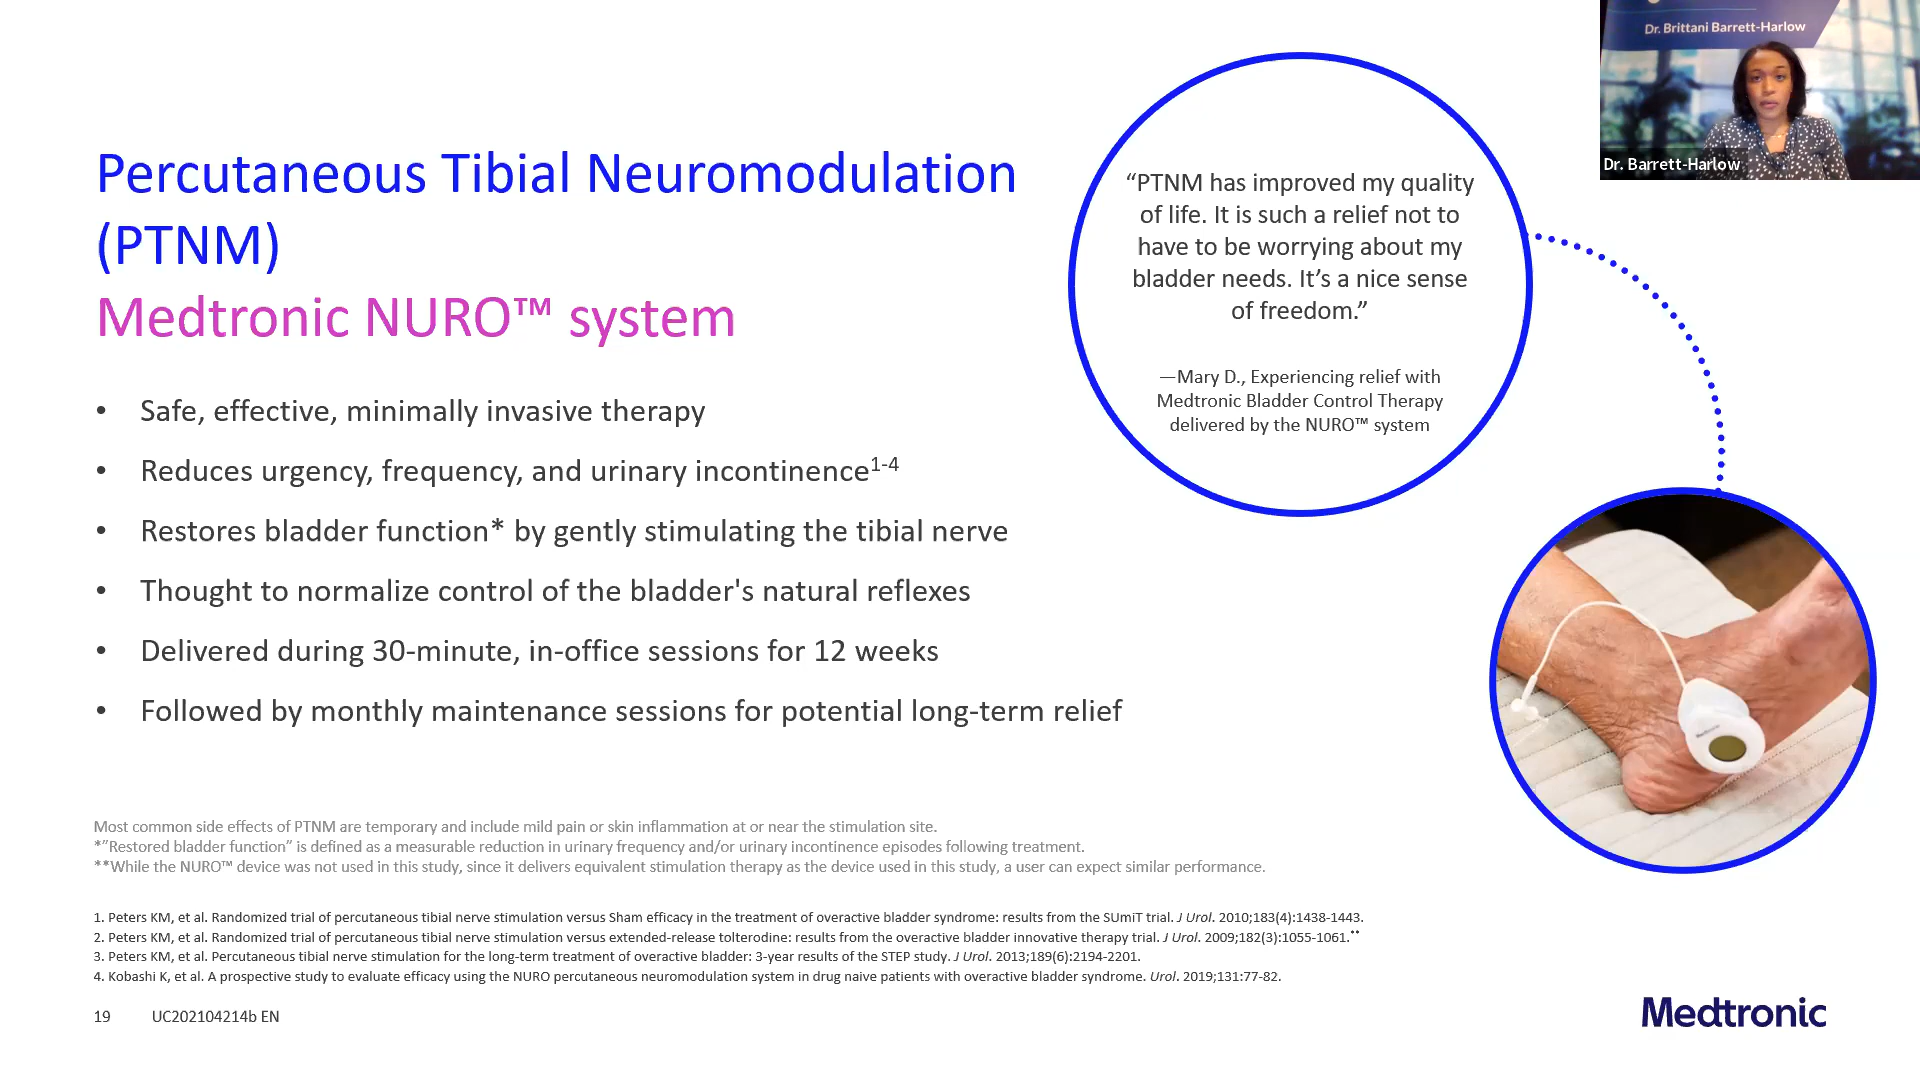 Percutaneous Tibial Neuromodulation
(PTNM)
Medtronic NURO™ system
• Safe, effective, minimally invasive therapy
• Reduces urgency, frequency, and urinary incontinence1-4
• Restores bladder function* by gently stimulating the tibial nerve
• Thought to normalize control of the bladder's natural reflexes
• Delivered during 30-minute, in-office sessions for 12 weeks
• Followed by monthly maintenance sessions for potential long-term relief
“PTNM has improved my quality
of life. It is such a relief not to
have to be worrying about my
bladder needs. It’s a nice sense
of freedom.”
—Mary D., Experiencing relief with
Medtronic Bladder Control Therapy
delivered by the NURO™ system
Dr. Brittani Barrett-Harlow
Dr. Barrett-Harlow
Medtronic
Most common side effects of PTNM are temporary and include mild pain or skin inflammation at or near the stimulation site.
*”Restored bladder function” is defined as a measurable reduction in urinary frequency and/or urinary incontinence episodes following treatment.
**While the NURO™ device was not used in this study, since it delivers equivalent stimulation therapy as the device used in this study, a user can expect similar performance.
1. Peters KM, et al. Randomized trial of percutaneous tibial nerve stimulation versus Sham efficacy in the treatment of overactive bladder syndrome: results from the SUmiT trial. J Urol. 2010;183(4):1438-1443.
2. Peters KM, et al. Randomized trial of percutaneous tibial nerve stimulation versus extended-release tolterodine: results from the overactive bladder innovative therapy trial. J Urol. 2009;182(3):1055-1061.**
3. Peters KM, et al. Percutaneous tibial nerve stimulation for the long-term treatment of overactive bladder: 3-year results of the STEP study. J Urol. 2013;189(6):2194-2201.
4. Kobashi K, et al. A prospective study to evaluate efficacy using the NURO percutaneous neuromodulation system in drug naive patients with overactive bladder syndrome. Urol. 2019;131:77-82.
19 UC202104214b EN
Medtronic